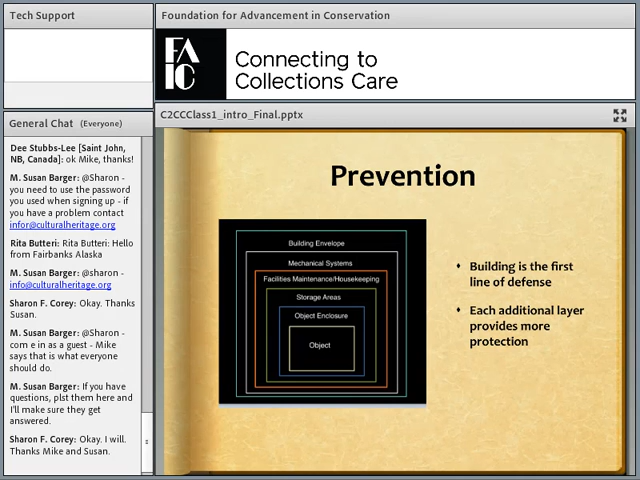 Tech Support
Foundation for Advancement in Conservation
FA
IC
Connecting to
Collections Care
General Chat (Everyone)
Dee Stubbs-Lee [Saint John,
NB, Canada]: ok Mike, thanks!
M. Susan Barger: @Sharon -
you need to use the password
you used when signing up - if
you have a problem contact
infor@culturalheritage.org
Rita Butteri: Rita Butteri: Hello
from Fairbanks Alaska
M. Susan Barger: @sharon -
info@culturalheritage.org
Sharon F. Corey: Okay. Thanks
Susan.
M. Susan Barger: @Sharon -
com e in as a guest - Mike
says that is what everyone
should do.
M. Susan Barger: If you have
questions, plst them here and
I'll make sure they get
answered.
Sharon F. Corey: Okay. I will.
Thanks Mike and Susan.
C2CCClass1_intro_Final.pptx
Prevention
Building Envelope
Mechanical Systems
Facilities Maintenance/Housekeeping
Storage Areas
Object Enclosure
Object
Building is the first
line of defense
Each additional layer
provides more
protection